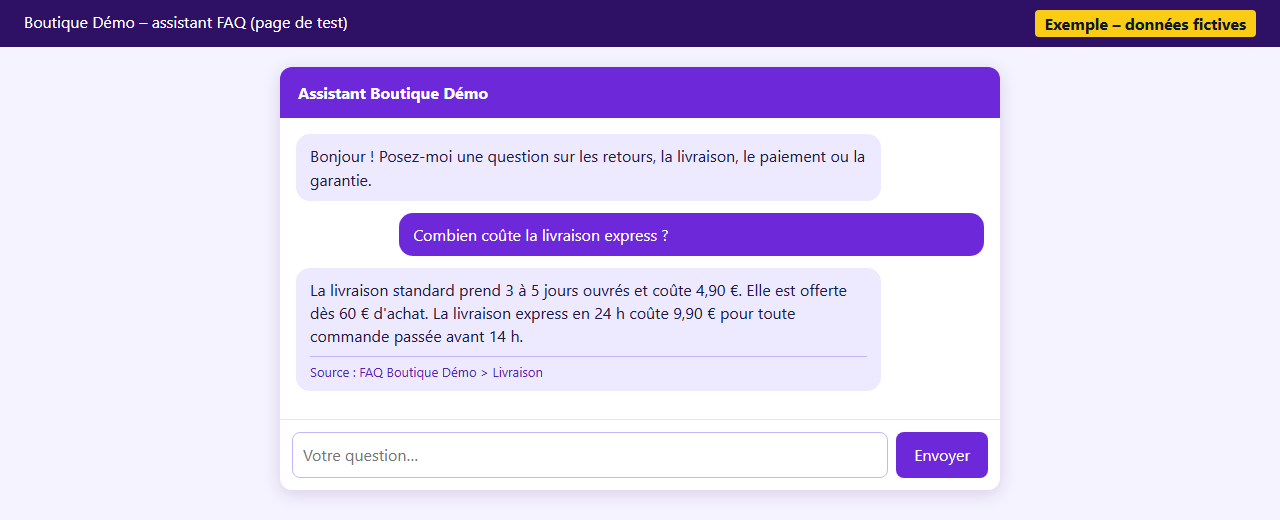 Boutique Démo – assistant FAQ (page de test)
Exemple – données fictives
Assistant Boutique Démo
Bonjour ! Posez-moi une question sur les retours, la livraison, le paiement ou la
garantie.
Combien coûte la livraison express ?
La livraison standard prend 3 à 5 jours ouvrés et coûte 4,90 €. Elle est offerte
dès 60 € d'achat. La livraison express en 24 h coûte 9,90 € pour toute
commande passée avant 14 h.
Source : FAQ Boutique Démo > Livraison
Votre question...
Envoyer